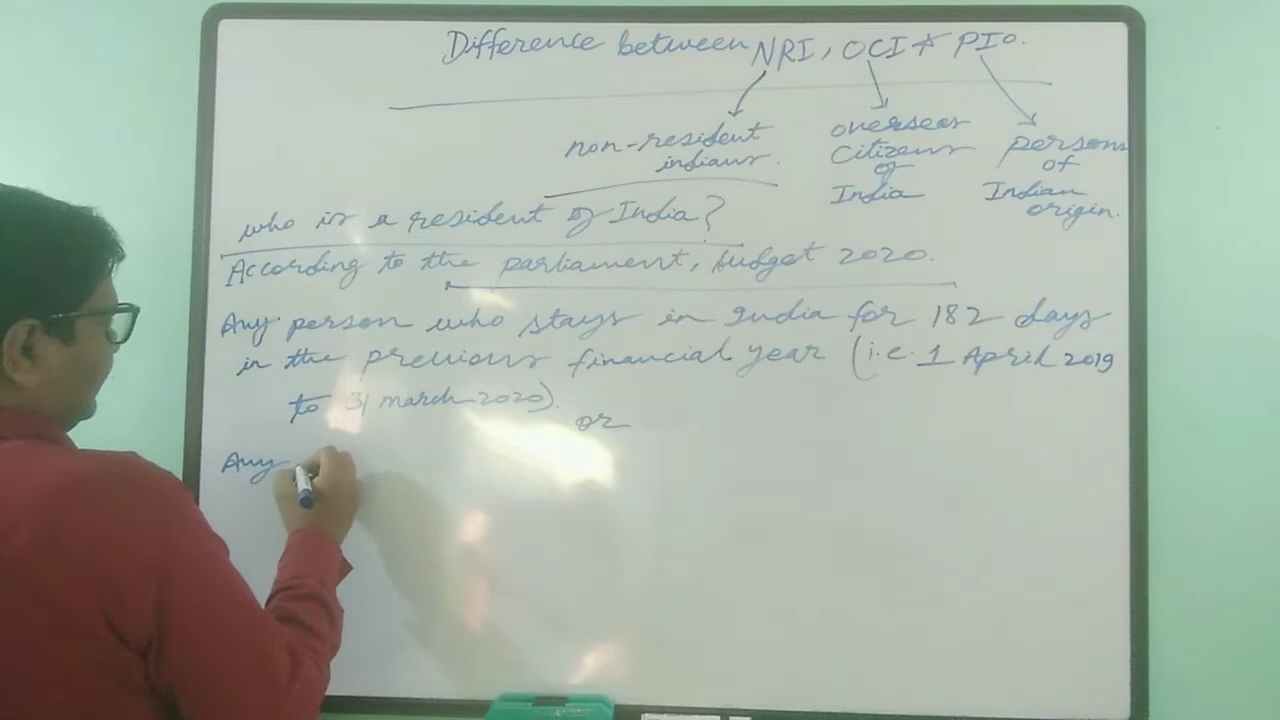 Difference between NRI, OCI & PIO.
non-resident
indians.
overseas
Citizens
of
India
persons
of
Indian
origin.
who is a resident of India?
According to the parliament, budget 2020.
Any person who stays in India for 182 days
in the previous financial year (i.e. 1 April 2019
to 31 march 2020).
or
Any